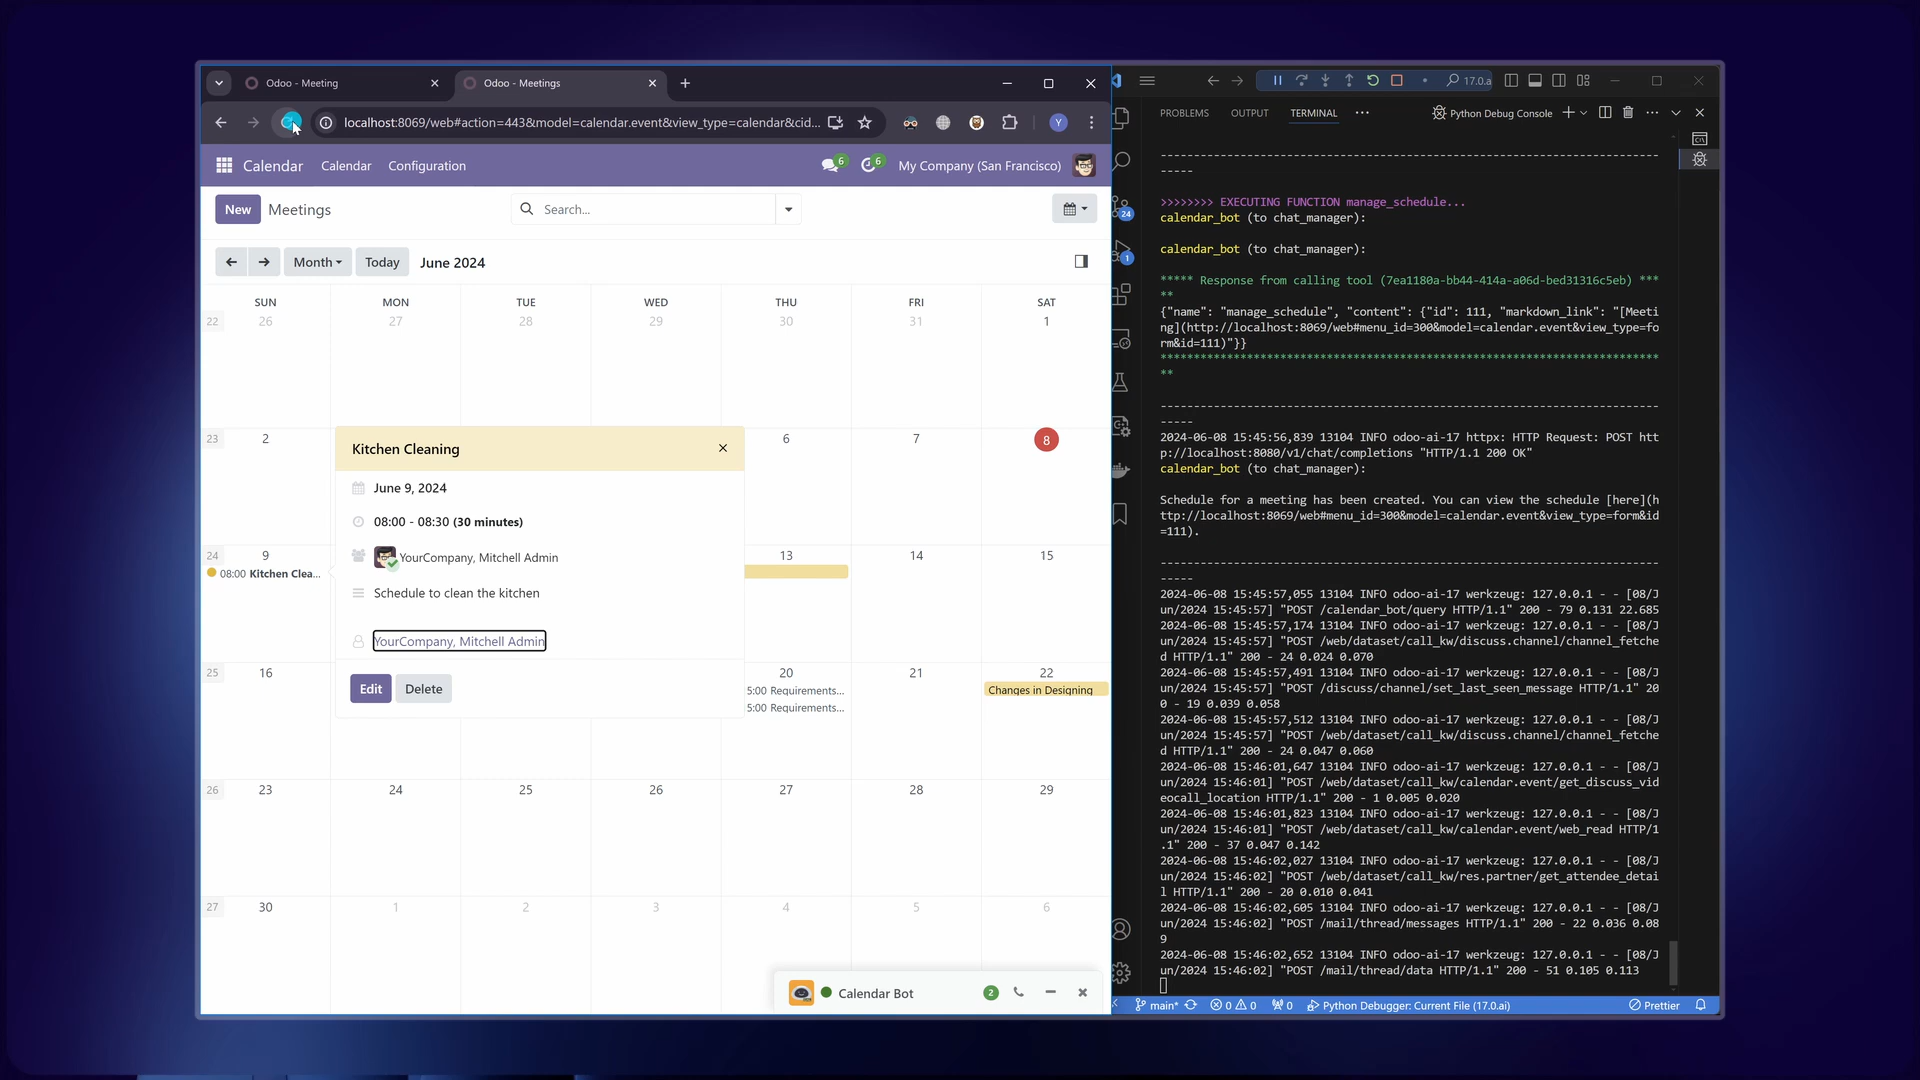 Odoo - Meeting
Odoo - Meetings
17.0.a
localhost:8069/web#action=443&model=calendar.event&view_type=calendar&cid...
Y
PROBLEMS OUTPUT TERMINAL ... Python Debug Console
Calendar Calendar Configuration 6 6 My Company (San Francisco)
New Meetings Search...
Month Today June 2024
SUN MON TUE WED THU FRI SAT
22 26 27 28 29 30 31 1
23 2 6 7 8
Kitchen Cleaning
June 9, 2024
08:00 - 08:30 (30 minutes)
YourCompany, Mitchell Admin
Schedule to clean the kitchen
YourCompany, Mitchell Admin
Edit Delete
24 9 13 14 15
08:00 Kitchen Clea...
25 16 20 21 22
5:00 Requirements... Changes in Designing
5:00 Requirements...
26 23 24 25 26 27 28 29
27 30 1 2 3 4 5 6
Calendar Bot 2
24
1
--------------------------------------------------------------------------------
-----
>>>>>>>> EXECUTING FUNCTION manage_schedule...
calendar_bot (to chat_manager):
calendar_bot (to chat_manager):
***** Response from calling tool (7ea1180a-bb44-414a-a06d-bed31316c5eb) ***
**
{"name": "manage_schedule", "content": {"id": 111, "markdown_link": "[Meeti
ng](http://localhost:8069/web#menu_id=300&model=calendar.event&view_type=fo
rm&id=111)"}}
***************************************************************************
**
--------------------------------------------------------------------------------
-----
2024-06-08 15:45:56,839 13104 INFO odoo-ai-17 httpx: HTTP Request: POST htt
p://localhost:8080/v1/chat/completions "HTTP/1.1 200 OK"
calendar_bot (to chat_manager):
Schedule for a meeting has been created. You can view the schedule [here](h
ttp://localhost:8069/web#menu_id=300&model=calendar.event&view_type=form&id
=111).
--------------------------------------------------------------------------------
-----
2024-06-08 15:45:57,055 13104 INFO odoo-ai-17 werkzeug: 127.0.0.1 - - [08/J
un/2024 15:45:57] "POST /calendar_bot/query HTTP/1.1" 200 - 79 0.131 22.685
2024-06-08 15:45:57,174 13104 INFO odoo-ai-17 werkzeug: 127.0.0.1 - - [08/J
un/2024 15:45:57] "POST /web/dataset/call_kw/discuss.channel/channel_fetche
d HTTP/1.1" 200 - 24 0.024 0.070
2024-06-08 15:45:57,491 13104 INFO odoo-ai-17 werkzeug: 127.0.0.1 - - [08/J
un/2024 15:45:57] "POST /discuss/channel/set_last_seen_message HTTP/1.1" 20
0 - 19 0.039 0.058
2024-06-08 15:45:57,512 13104 INFO odoo-ai-17 werkzeug: 127.0.0.1 - - [08/J
un/2024 15:45:57] "POST /web/dataset/call_kw/discuss.channel/channel_fetche
d HTTP/1.1" 200 - 24 0.047 0.060
2024-06-08 15:46:01,647 13104 INFO odoo-ai-17 werkzeug: 127.0.0.1 - - [08/J
un/2024 15:46:01] "POST /web/dataset/call_kw/calendar.event/get_discuss_vid
eocall_location HTTP/1.1" 200 - 1 0.005 0.020
2024-06-08 15:46:01,823 13104 INFO odoo-ai-17 werkzeug: 127.0.0.1 - - [08/J
un/2024 15:46:01] "POST /web/dataset/call_kw/calendar.event/web_read HTTP/1
.1" 200 - 37 0.047 0.142
2024-06-08 15:46:02,027 13104 INFO odoo-ai-17 werkzeug: 127.0.0.1 - - [08/J
un/2024 15:46:02] "POST /web/dataset/call_kw/res.partner/get_attendee_detai
l HTTP/1.1" 200 - 20 0.010 0.041
2024-06-08 15:46:02,605 13104 INFO odoo-ai-17 werkzeug: 127.0.0.1 - - [08/J
un/2024 15:46:02] "POST /mail/thread/messages HTTP/1.1" 200 - 22 0.036 0.08
9
2024-06-08 15:46:02,652 13104 INFO odoo-ai-17 werkzeug: 127.0.0.1 - - [08/J
un/2024 15:46:02] "POST /mail/thread/data HTTP/1.1" 200 - 51 0.105 0.113
main* 0 0 0 Python Debugger: Current File (17.0.ai) Prettier